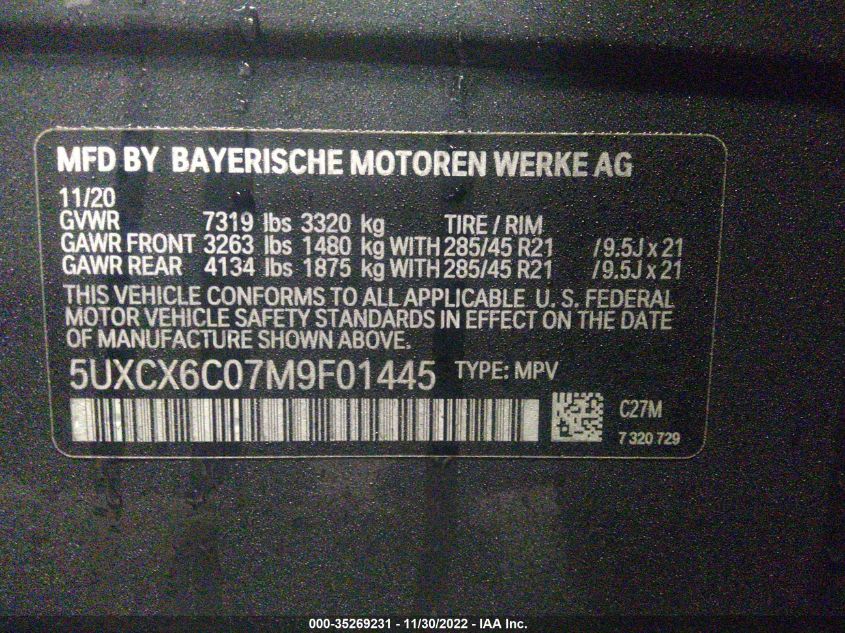 MFD BY BAYERISCHE MOTOREN WERKE AG
11/20
GVWR 7319 lbs 3320 kg TIRE / RIM
GAWR FRONT 3263 lbs 1480 kg WITH 285/45 R21 / 9.5J x 21
GAWR REAR 4134 lbs 1875 kg WITH 285/45 R21 / 9.5J x 21
THIS VEHICLE CONFORMS TO ALL APPLICABLE U. S. FEDERAL
MOTOR VEHICLE SAFETY STANDARDS IN EFFECT ON THE DATE
OF MANUFACTURE SHOWN ABOVE.
5UXCX6C07M9F01445 TYPE: MPV
C27M
7 320 729
000-35269231 - 11/30/2022 - IAA Inc.